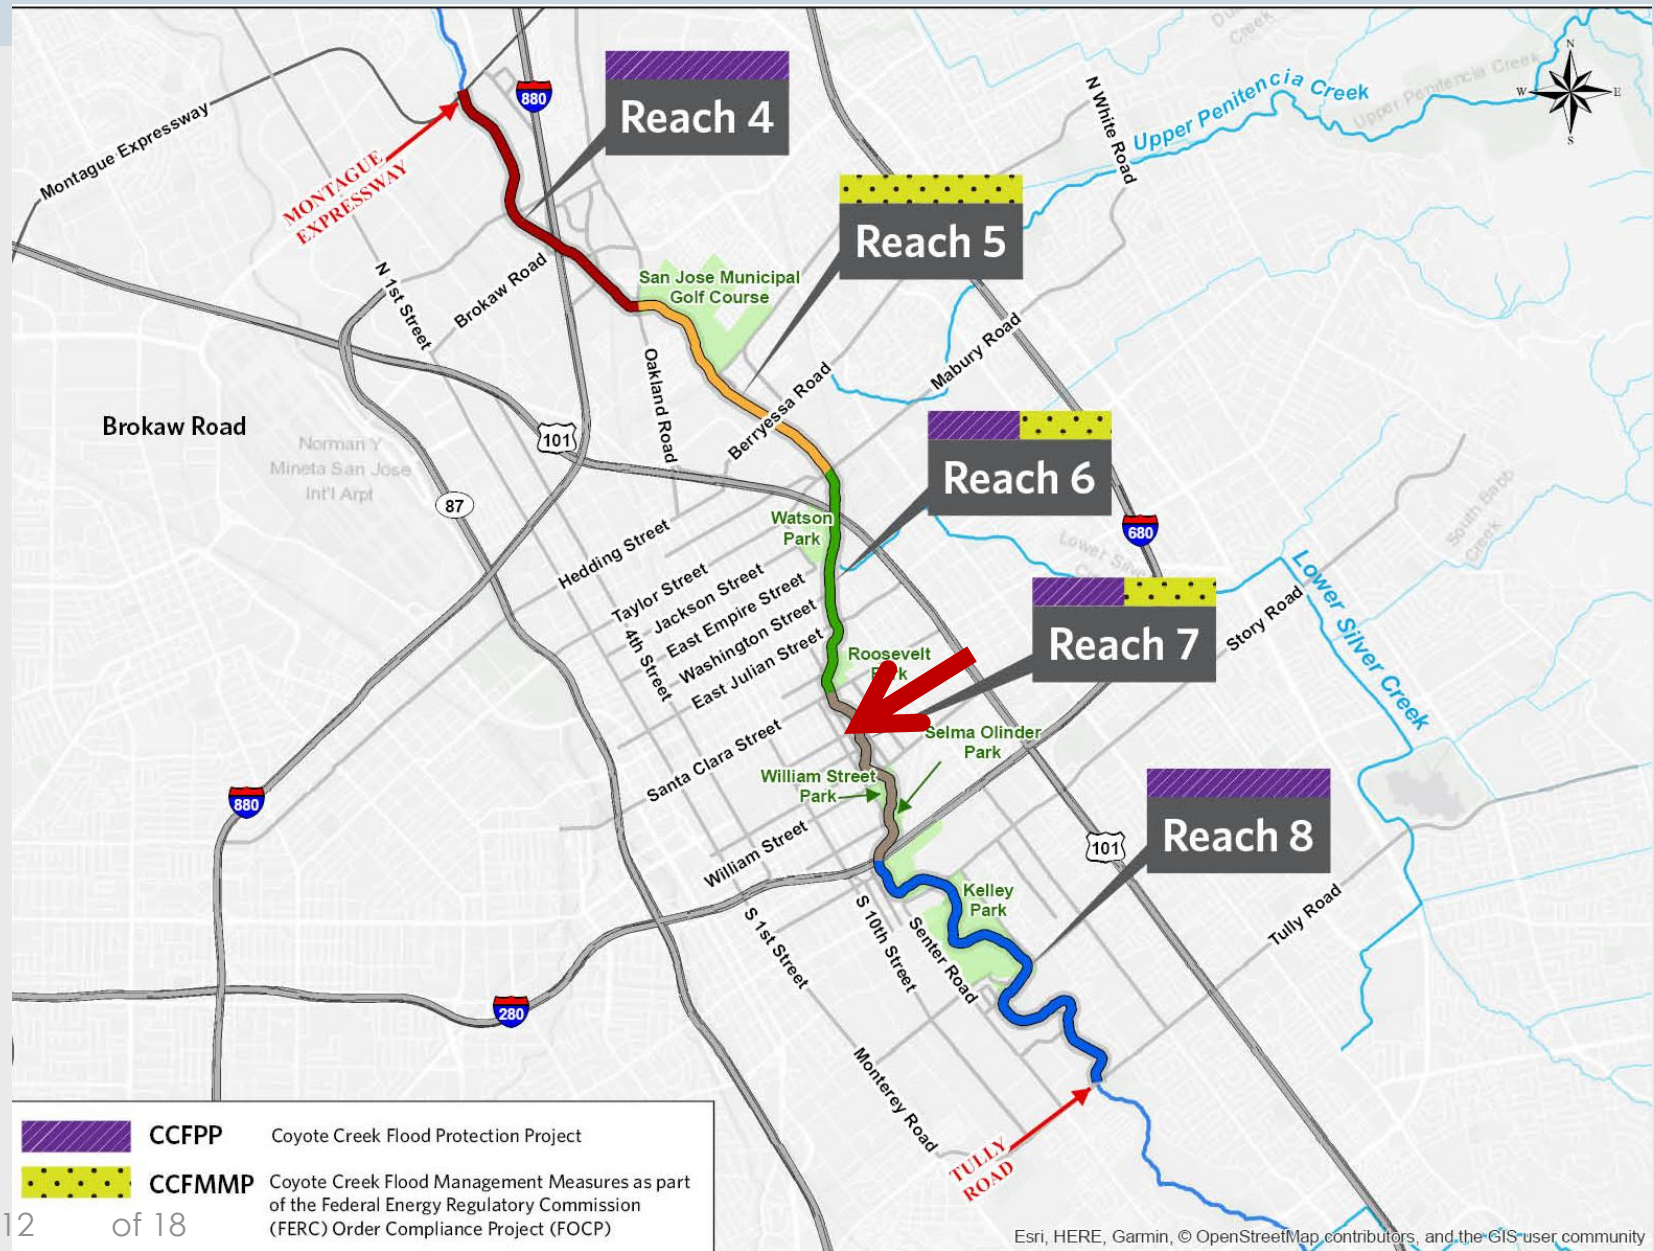 Creek
Upper Penitencia Creek
Upper Penitencia Creek
N
W
E
S
880
Reach 4
N White Road
Montague Expressway
MONTAGUE
EXPRESSWAY
Reach 5
San Jose Municipal
Golf Course
N 1st Street
Brokaw Road
Oakland Road
Mabury Road
Berryessa Road
Brokaw Road
Norman Y
Mineta San Jose
Int'l Arpt
101
87
Reach 6
Watson
Park
680
Hedding Street
Taylor Street
Jackson Street
East Empire Street
Washington Street
East Julian Street
4th Street
Lower Silver Creek
South Babb
Creek
Story Road
Reach 7
Roosevelt
Selma Olinder
Park
Santa Clara Street
William Street
Park
880
William Street
101
Reach 8
Kelley
Park
S 1st Street
S 10th Street
Senter Road
Tully Road
280
Monterey Road
TULLY
ROAD
CCFPP Coyote Creek Flood Protection Project
CCFMMP Coyote Creek Flood Management Measures as part
of the Federal Energy Regulatory Commission
(FERC) Order Compliance Project (FOCP)
12 of 18
Esri, HERE, Garmin, © OpenStreetMap contributors, and the GIS user community